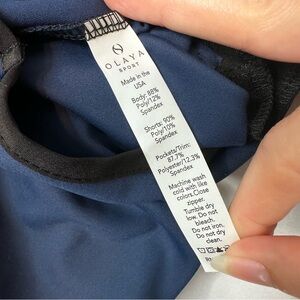 OLAYA
SPORT
Made in the
USA
Body: 88%
Poly/12%
Spandex
Shorts: 90%
Poly/10%
Spandex
Pockets/Trim:
87.7%
Polyester/12.3%
Spandex
Machine wash
cold with like
colors.Close
zipper.
Tumble dry
low. Do not
bleach.
Do not iron.
Do not dry
clean.